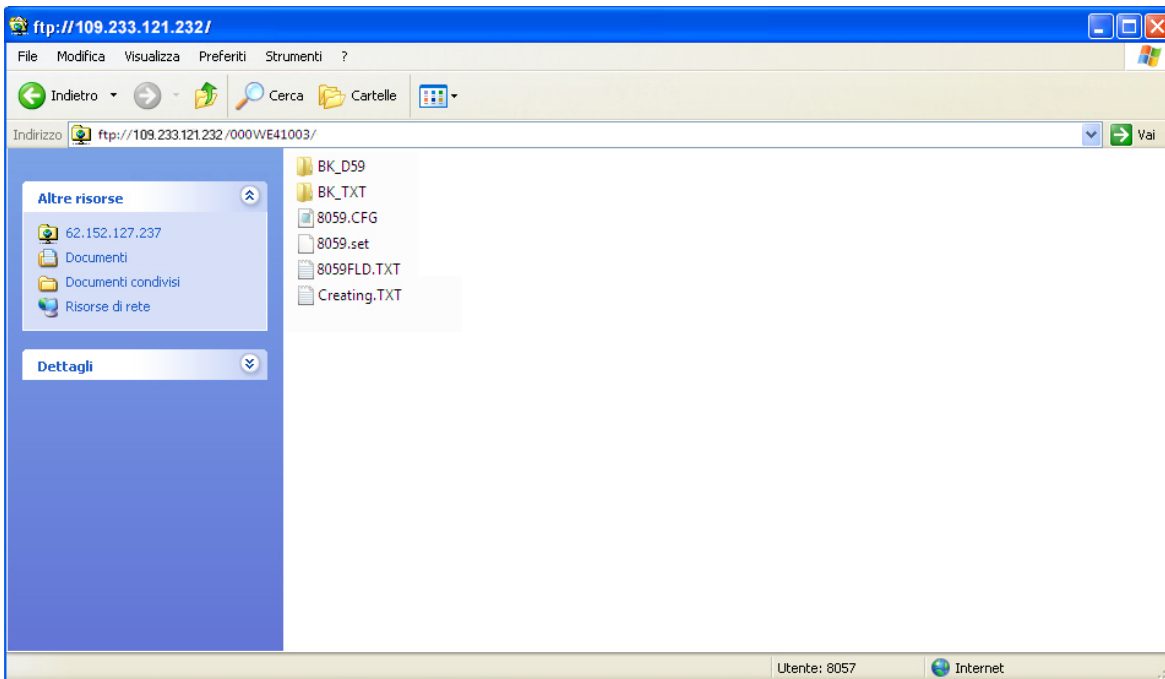 ftp://109.233.121.232/
File Modifica Visualizza Preferiti Strumenti ?
Indietro Cerca Cartelle
Indirizzo ftp://109.233.121.232/000WE41003/ Vai
Altre risorse
62.152.127.237
Documenti
Documenti condivisi
Risorse di rete
Dettagli
BK_D59
BK_TXT
8059.CFG
8059.set
8059FLD.TXT
Creating.TXT
Utente: 8057 Internet